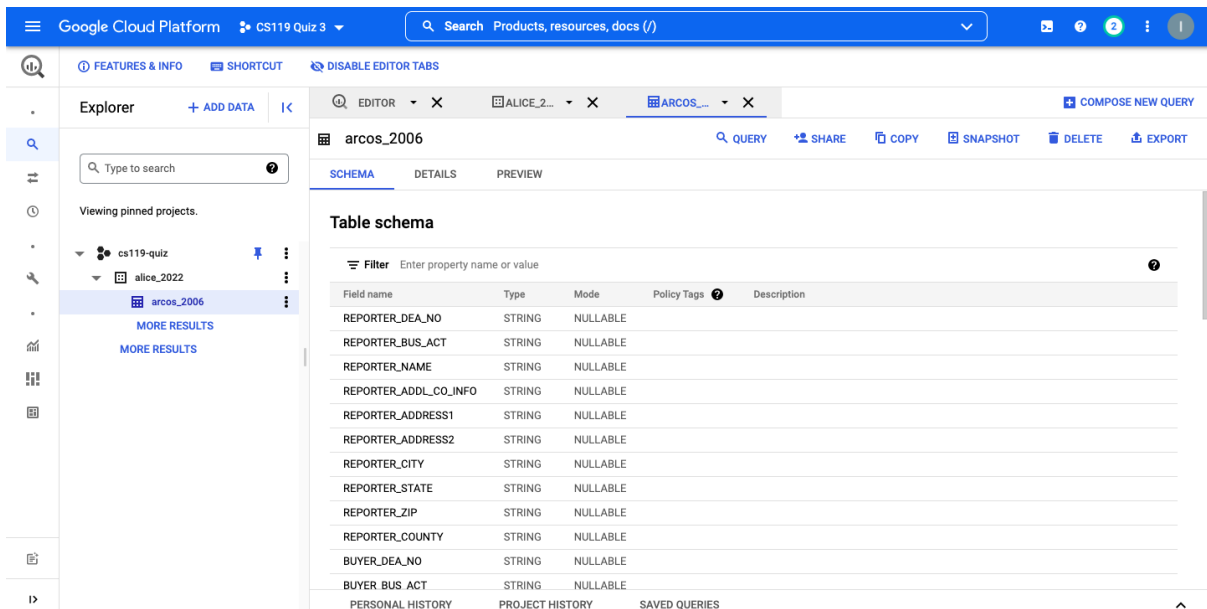 Google Cloud Platform CS119 Quiz 3 Search Products, resources, docs (/) 2 I
FEATURES & INFO SHORTCUT DISABLE EDITOR TABS
Explorer + ADD DATA
Type to search
Viewing pinned projects.
cs119-quiz
alice_2022
arcos_2006
MORE RESULTS
MORE RESULTS
EDITOR ALICE_2... ARCOS_... COMPOSE NEW QUERY
arcos_2006 QUERY SHARE COPY SNAPSHOT DELETE EXPORT
SCHEMA DETAILS PREVIEW
Table schema
Filter Enter property name or value
Field name Type Mode Policy Tags Description
REPORTER_DEA_NO STRING NULLABLE
REPORTER_BUS_ACT STRING NULLABLE
REPORTER_NAME STRING NULLABLE
REPORTER_ADDL_CO_INFO STRING NULLABLE
REPORTER_ADDRESS1 STRING NULLABLE
REPORTER_ADDRESS2 STRING NULLABLE
REPORTER_CITY STRING NULLABLE
REPORTER_STATE STRING NULLABLE
REPORTER_ZIP STRING NULLABLE
REPORTER_COUNTY STRING NULLABLE
BUYER_DEA_NO STRING NULLABLE
BUYER_BUS_ACT STRING NULLABLE
PERSONAL HISTORY PROJECT HISTORY SAVED QUERIES